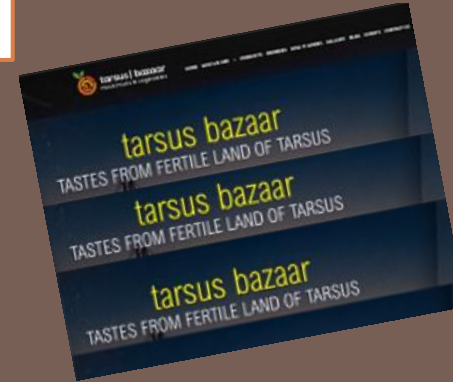 tarsus | bazaar
tarsus bazaar
TASTES FROM FERTILE LAND OF TARSUS
tarsus bazaar
TASTES FROM FERTILE LAND OF TARSUS
tarsus bazaar
TASTES FROM FERTILE LAND OF TARSUS